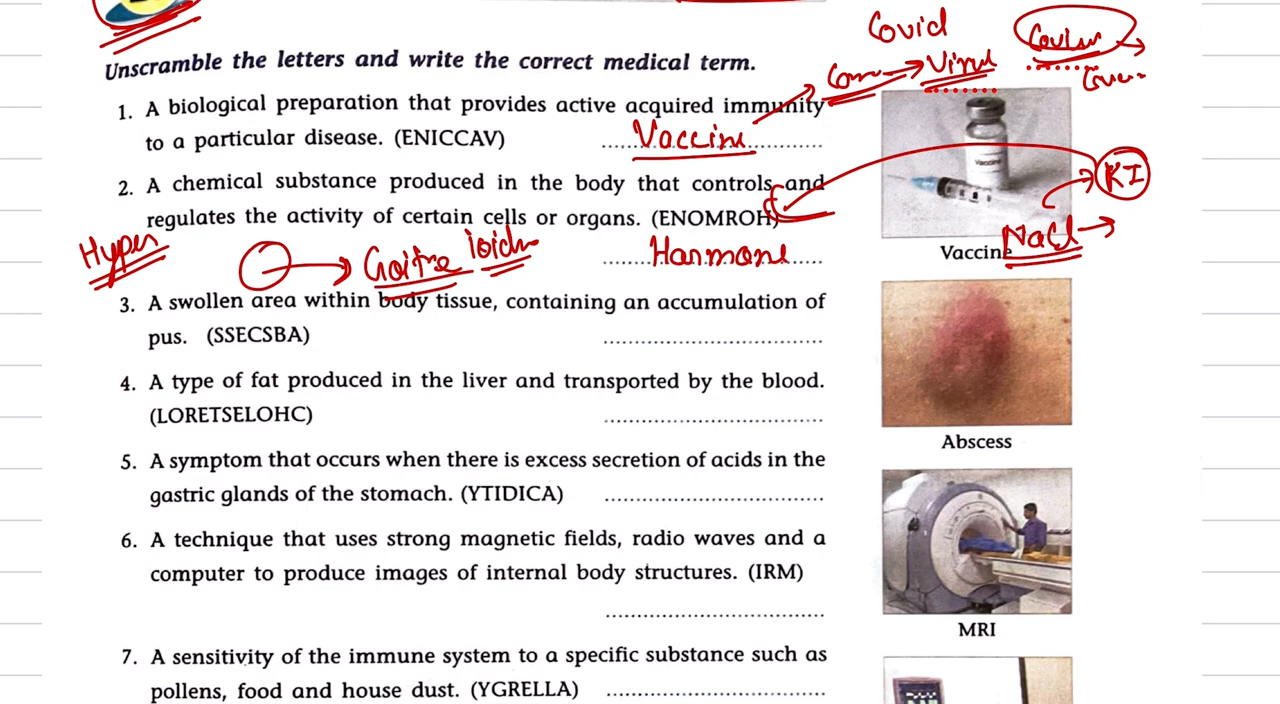 Covid
Unscramble the letters and write the correct medical term.
Virul
1. A biological preparation that provides active acquired immunity
to a particular disease. (ENICCAV) ........Vaccine........
Vaccine
2. A chemical substance produced in the body that controls and
KI
regulates the activity of certain cells or organs. (ENOMROH)
Hyper
Goitre
........Harmone........
Vaccine
NaCl
3. A swollen area within body tissue, containing an accumulation of
pus. (SSECSBA) ........................................
4. A type of fat produced in the liver and transported by the blood.
(LORETSELOHC) ........................................
Abscess
5. A symptom that occurs when there is excess secretion of acids in the
gastric glands of the stomach. (YTIDICA) ........................................
6. A technique that uses strong magnetic fields, radio waves and a
computer to produce images of internal body structures. (IRM)
........................................
MRI
7. A sensitivity of the immune system to a specific substance such as
pollens, food and house dust. (YGRELLA) ........................................